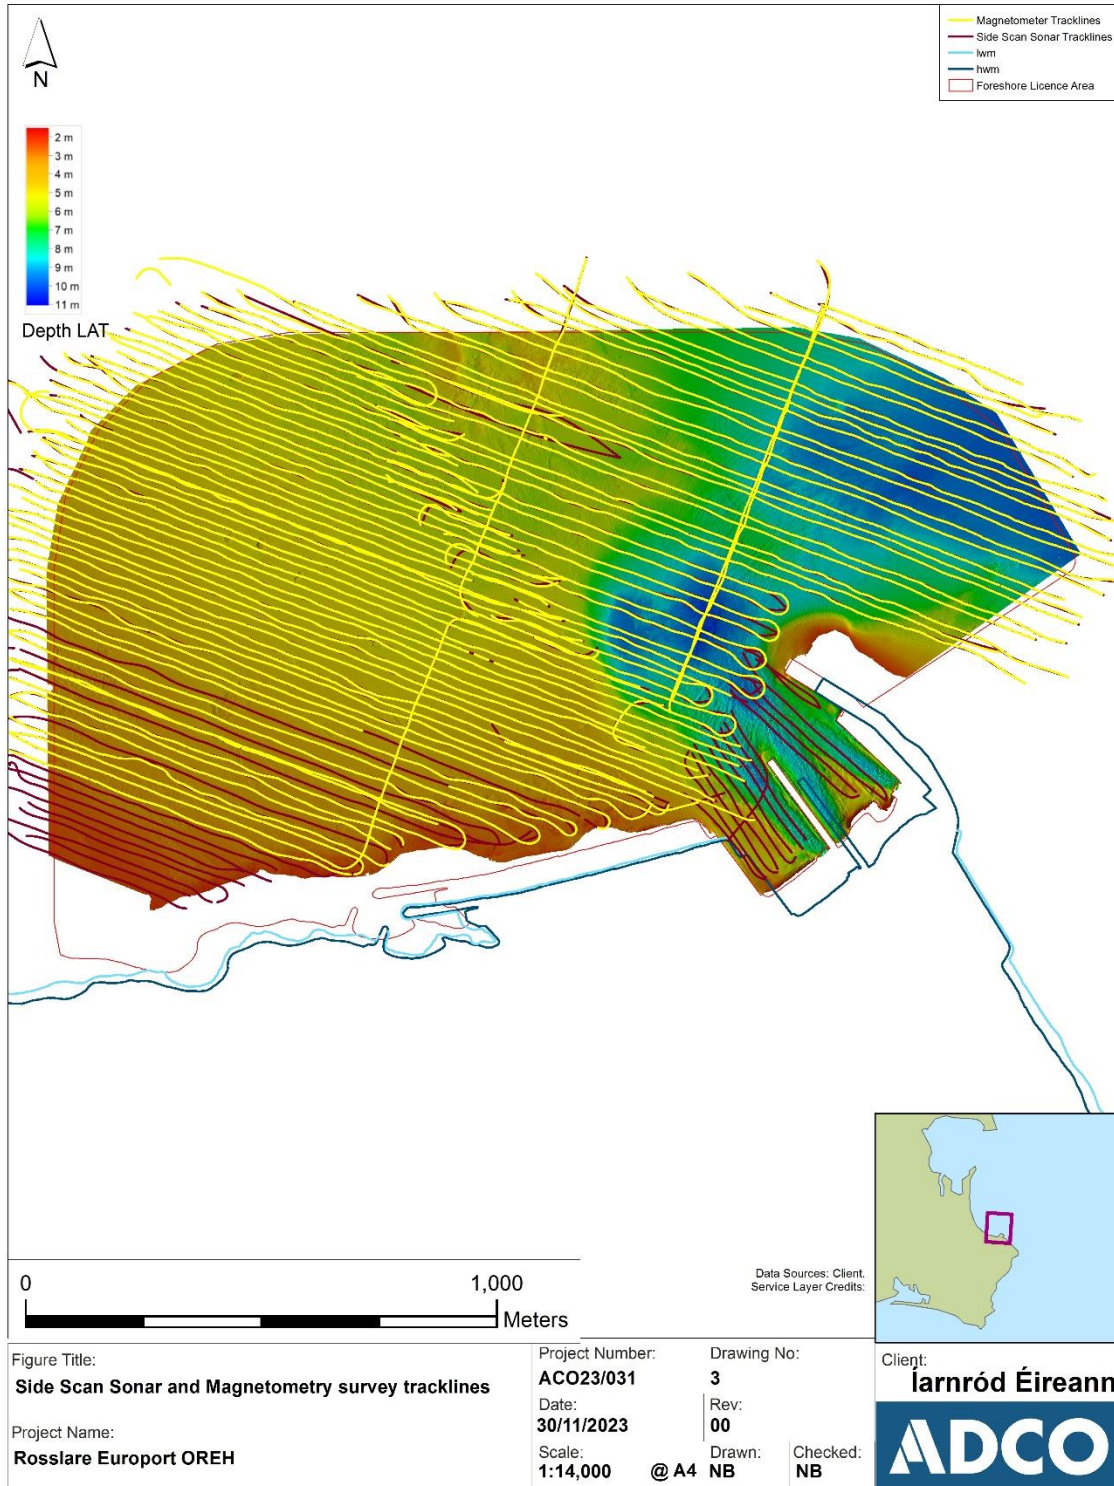 Magnetometer Tracklines
Side Scan Sonar Tracklines
lwm
hwm
Foreshore Licence Area
N
2 m
3 m
4 m
5 m
6 m
7 m
8 m
9 m
10 m
11 m
Depth LAT
0 1,000
Meters
Data Sources: Client.
Service Layer Credits:
Figure Title:
Side Scan Sonar and Magnetometry survey tracklines
Project Name:
Rosslare Europort OREH
Project Number:
ACO23/031
Drawing No:
3
Date:
30/11/2023
Rev:
00
Scale:
1:14,000 @ A4
Drawn:
NB
Checked:
NB
Client:
Iarnród Éireann
ADCO